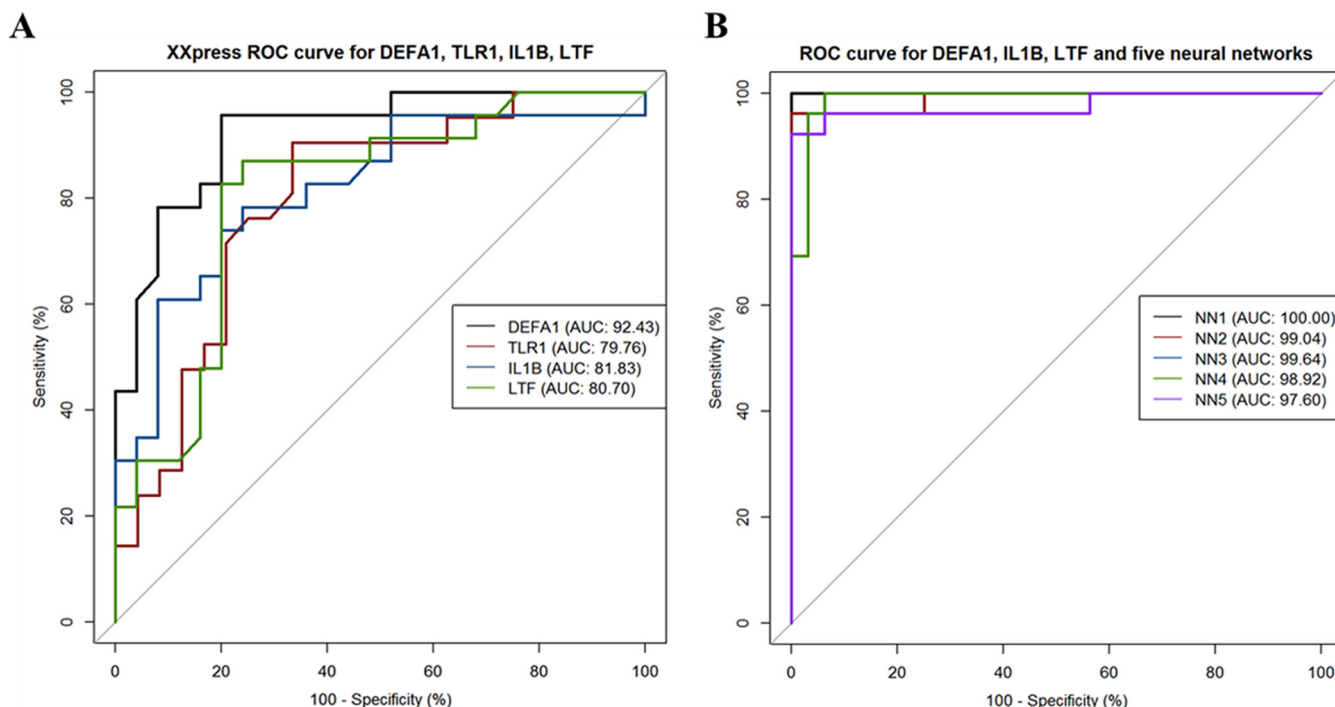 A
XXpress ROC curve for DEFA1, TLR1, IL1B, LTF
Sensitivity (%)
100
80
60
40
20
0
DEFA1 (AUC: 92.43)
TLR1 (AUC: 79.76)
IL1B (AUC: 81.83)
LTF (AUC: 80.70)
0 20 40 60 80 100
100 - Specificity (%)
B
ROC curve for DEFA1, IL1B, LTF and five neural networks
Sensitivity (%)
100
80
60
40
20
0
NN1 (AUC: 100.00)
NN2 (AUC: 99.04)
NN3 (AUC: 99.64)
NN4 (AUC: 98.92)
NN5 (AUC: 97.60)
0 20 40 60 80 100
100 - Specificity (%)